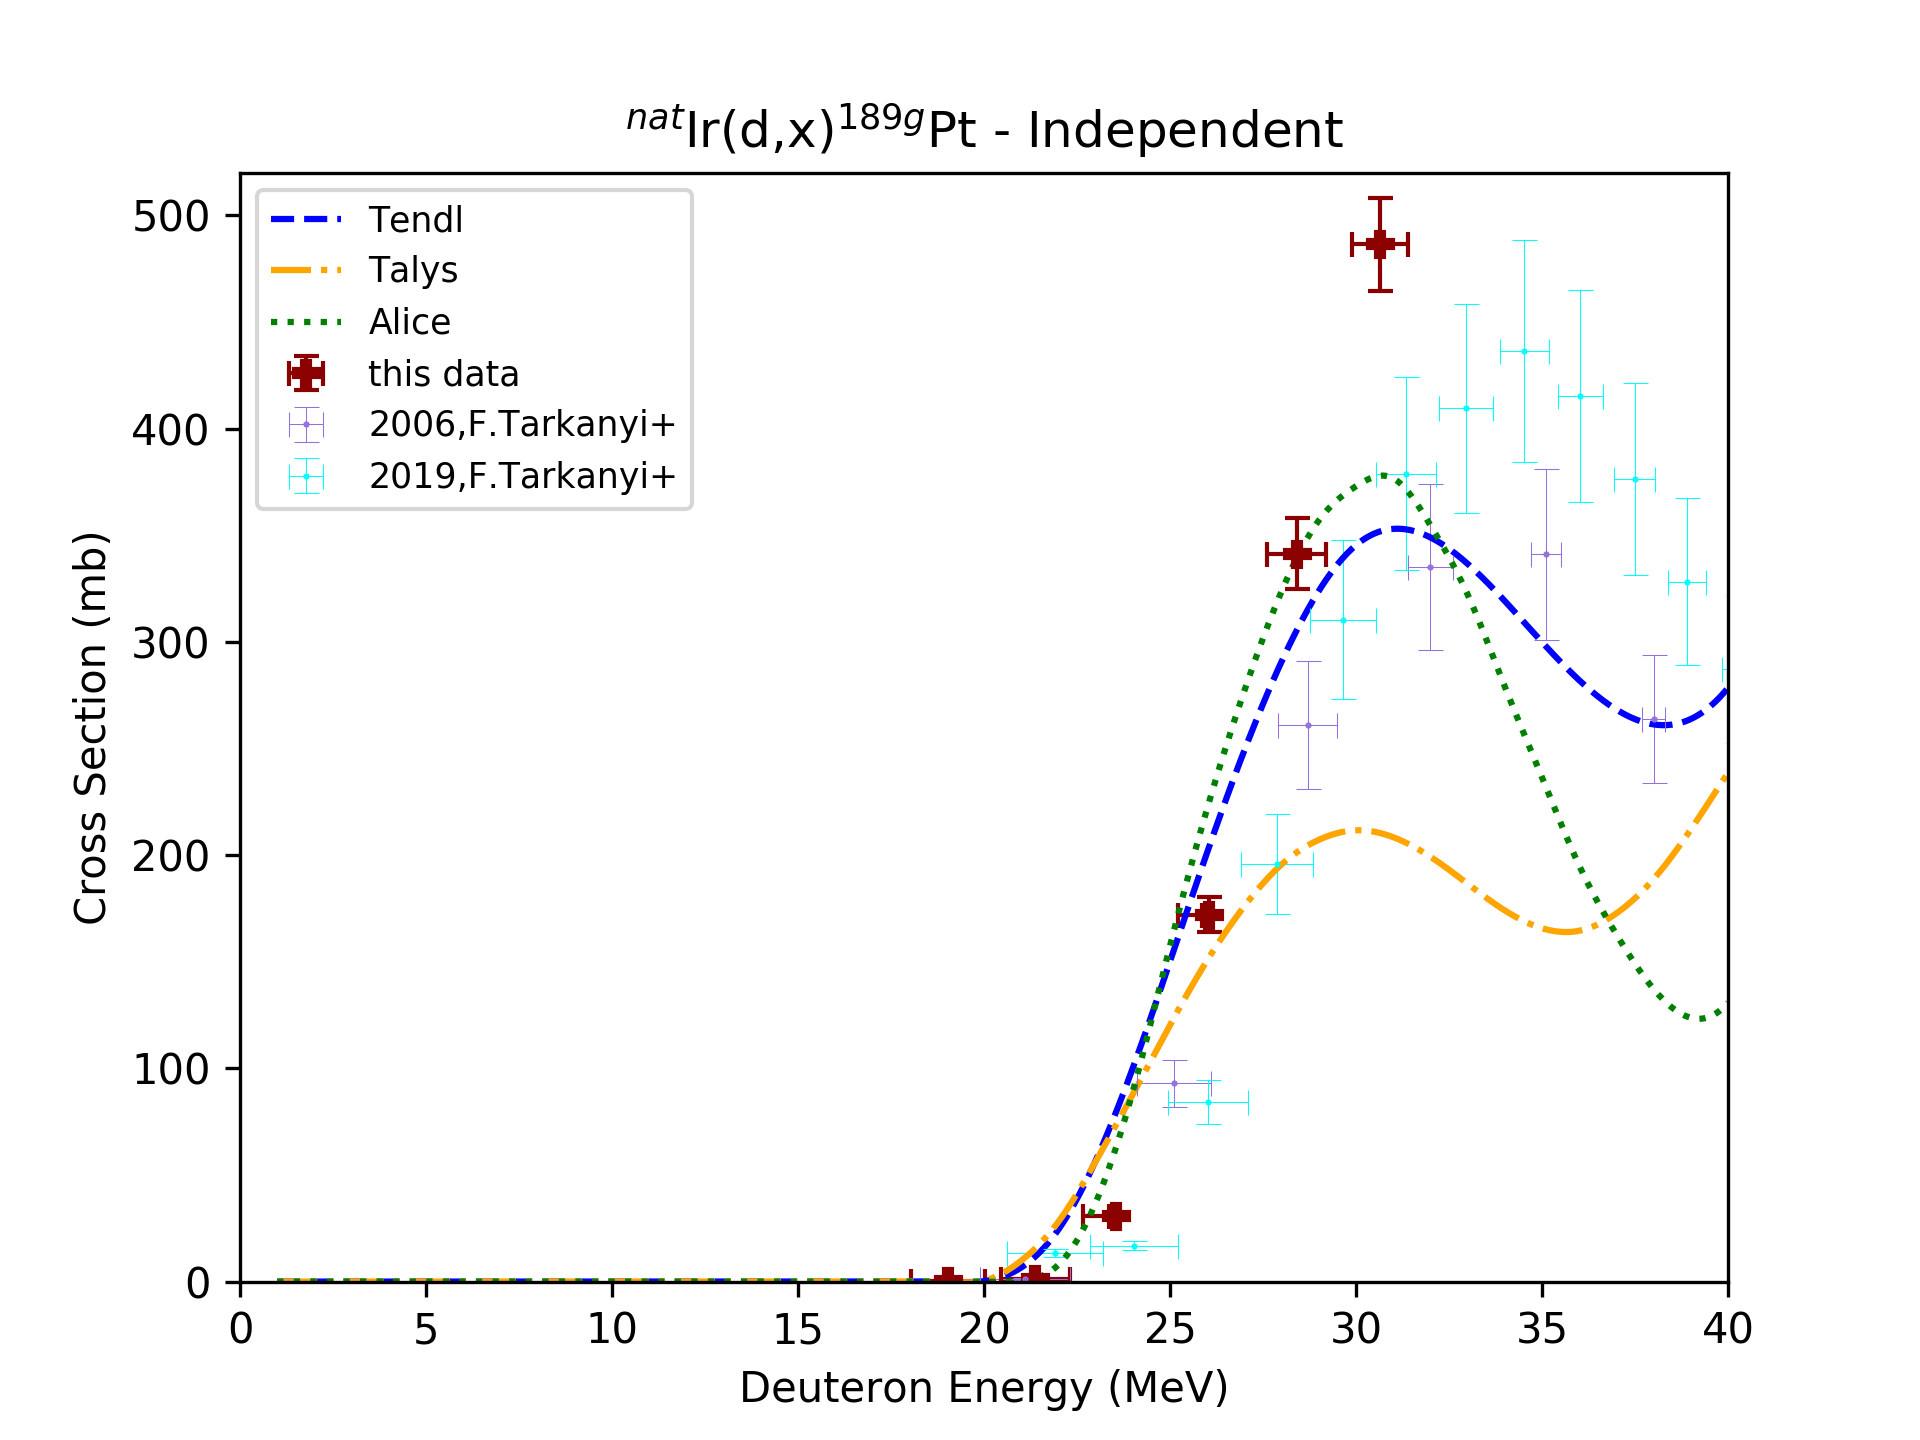 natIr(d,x)189gPt - Independent
Tendl
Talys
Alice
this data
2006,F.Tarkanyi+
2019,F.Tarkanyi+
500
400
300
200
100
0
Cross Section (mb)
0 5 10 15 20 25 30 35 40
Deuteron Energy (MeV)